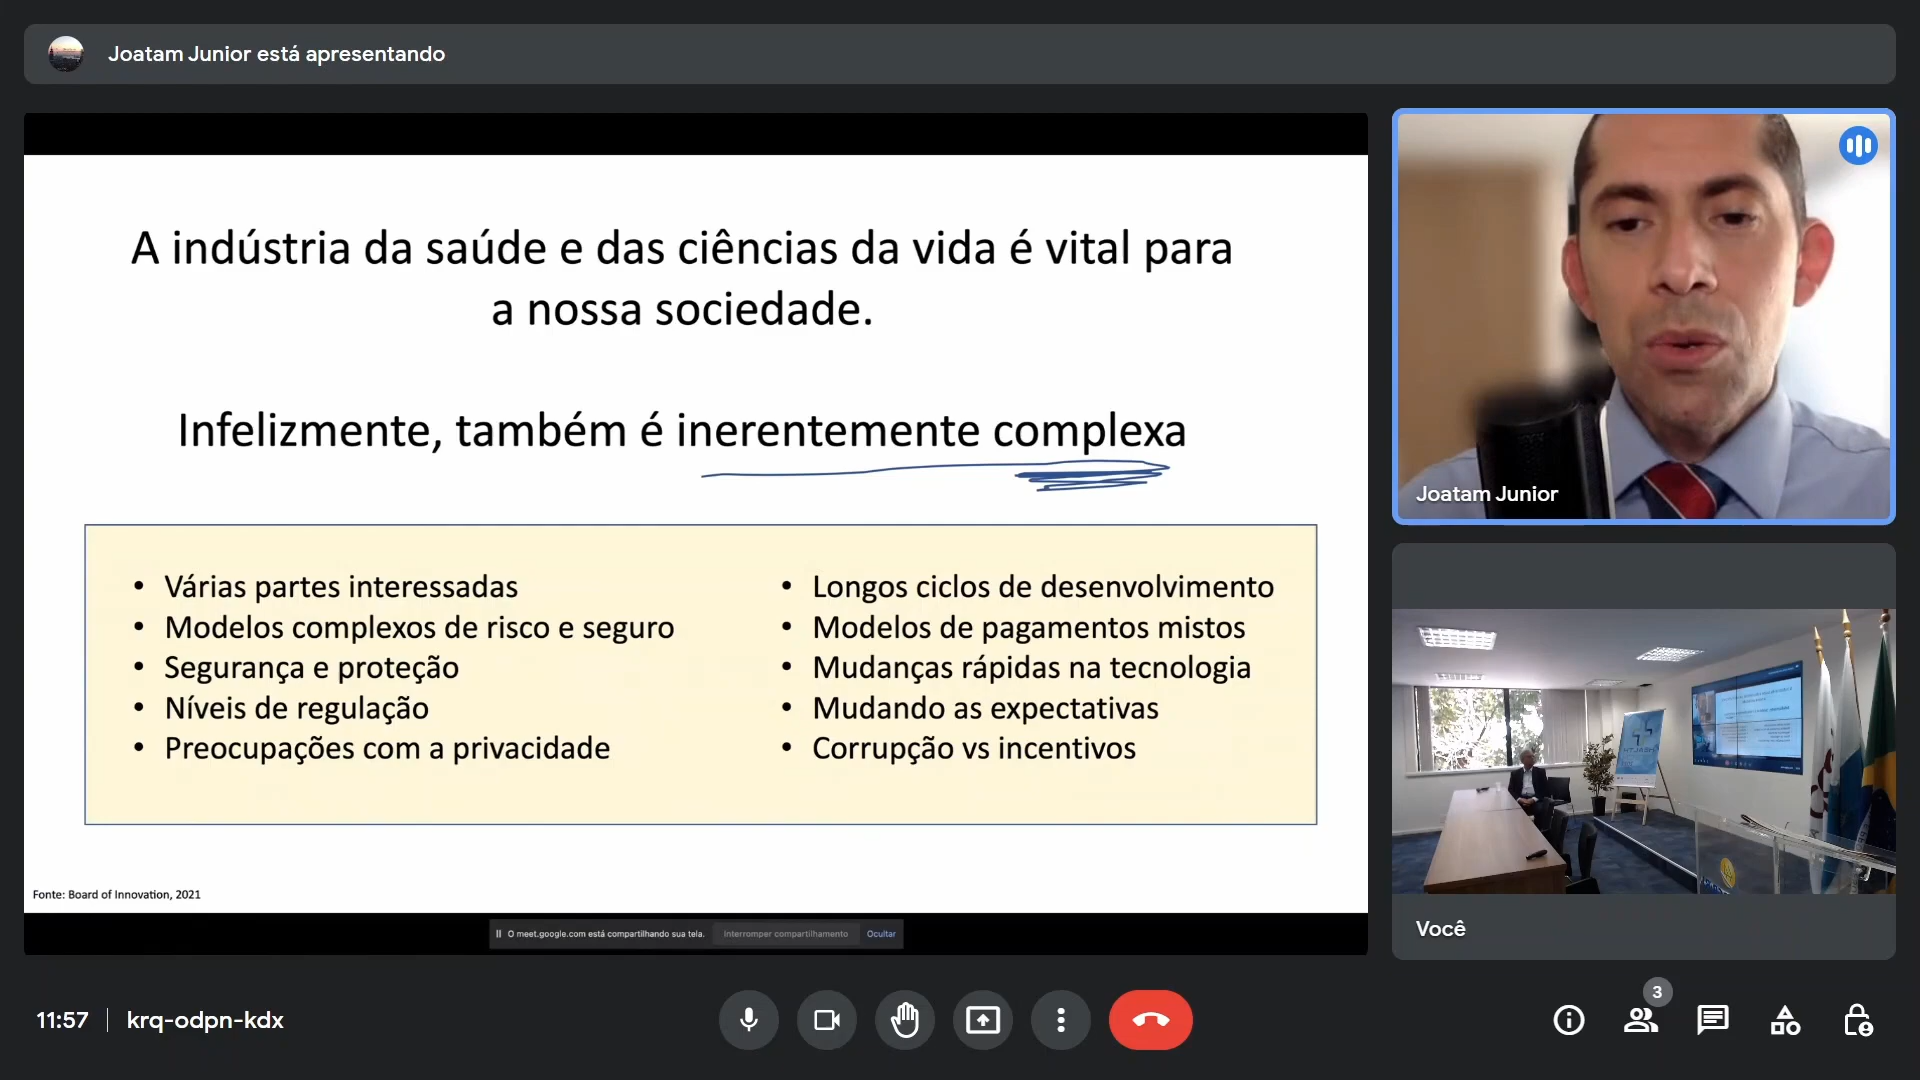 Joatam Junior está apresentando
A indústria da saúde e das ciências da vida é vital para
a nossa sociedade.
Infelizmente, também é inerentemente complexa
• Várias partes interessadas
• Modelos complexos de risco e seguro
• Segurança e proteção
• Níveis de regulação
• Preocupações com a privacidade
• Longos ciclos de desenvolvimento
• Modelos de pagamentos mistos
• Mudanças rápidas na tecnologia
• Mudando as expectativas
• Corrupção vs incentivos
Fonte: Board of Innovation, 2021
O meet.google.com está compartilhando sua tela. Interromper compartilhamento Ocultar
Joatam Junior
HEALTH
Você
11:57 krq-odpn-kdx
3